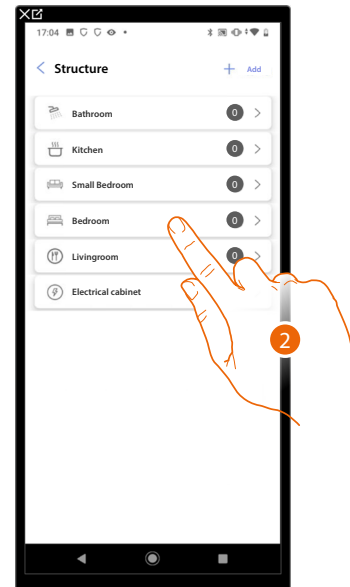 17:04
Structure
+ Add
Bathroom 0
Kitchen 0
Small Bedroom 0
Bedroom 0
Livingroom 0
Electrical cabinet
2